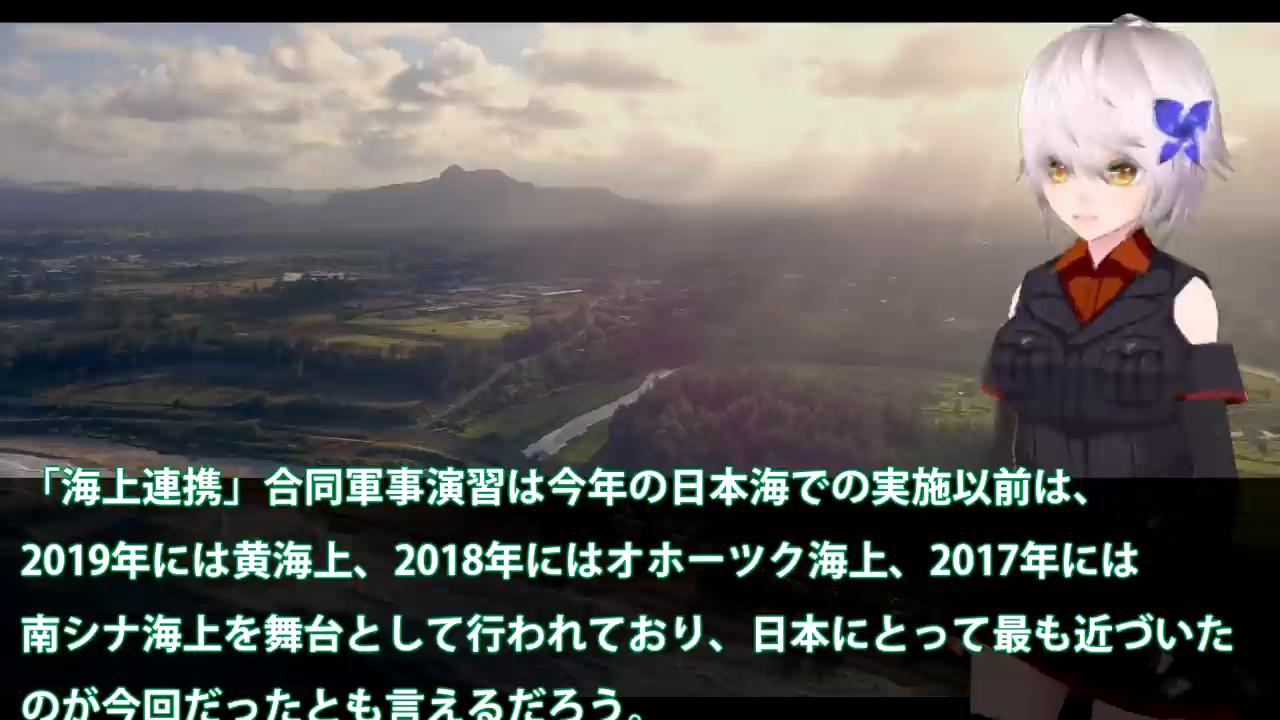 「海上連携」合同軍事演習は今年の日本海での実施以前は、
2019年には黄海上、2018年にはオホーツク海上、2017年には
南シナ海上を舞台として行われており、日本にとって最も近づいた
のが今回だったとも言えるだろう。